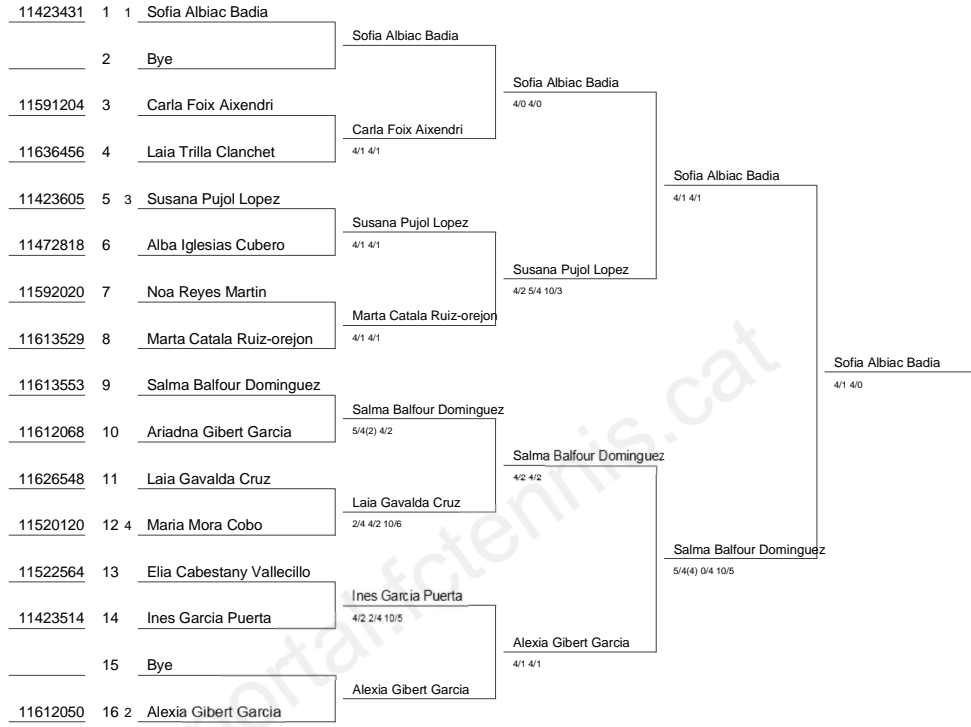 11423431 1 1 Sofia Albiac Badia
Sofia Albiac Badia
2 Bye
Sofia Albiac Badia
4/0 4/0
11591204 3 Carla Foix Aixendri
Carla Foix Aixendri
4/1 4/1
11636456 4 Laia Trilla Clanchet
Sofia Albiac Badia
4/1 4/1
11423605 5 3 Susana Pujol Lopez
Susana Pujol Lopez
4/1 4/1
11472818 6 Alba Iglesias Cubero
Susana Pujol Lopez
4/2 5/4 10/3
11592020 7 Noa Reyes Martin
Marta Catala Ruiz-orejon
4/1 4/1
11613529 8 Marta Catala Ruiz-orejon
Sofia Albiac Badia
4/1 4/0
11613553 9 Salma Balfour Dominguez
Salma Balfour Dominguez
5/4(2) 4/2
11612068 10 Ariadna Gibert Garcia
Salma Balfour Dominguez
4/2 4/2
11626548 11 Laia Gavalda Cruz
Laia Gavalda Cruz
2/4 4/2 10/6
11520120 12 4 Maria Mora Cobo
Salma Balfour Dominguez
5/4(4) 0/4 10/5
11522564 13 Elia Cabestany Vallecillo
Ines Garcia Puerta
4/2 2/4 10/5
11423514 14 Ines Garcia Puerta
Alexia Gibert Garcia
4/1 4/1
15 Bye
Alexia Gibert Garcia
11612050 16 2 Alexia Gibert Garcia
portal.fctennis.cat